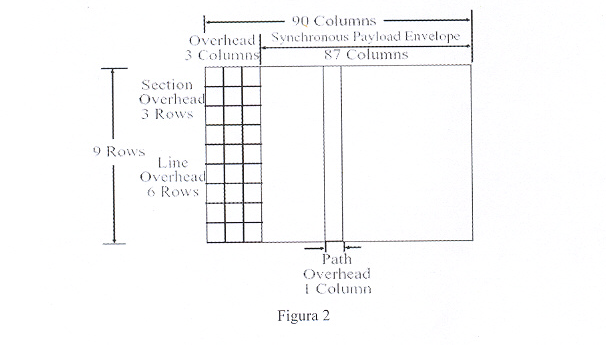 90 Columns
Overhead
3 Columns
Synchronous Payload Envelope
87 Columns
Section
Overhead
3 Rows
9 Rows
Line
Overhead
6 Rows
Path
Overhead
1 Column
Figura 2